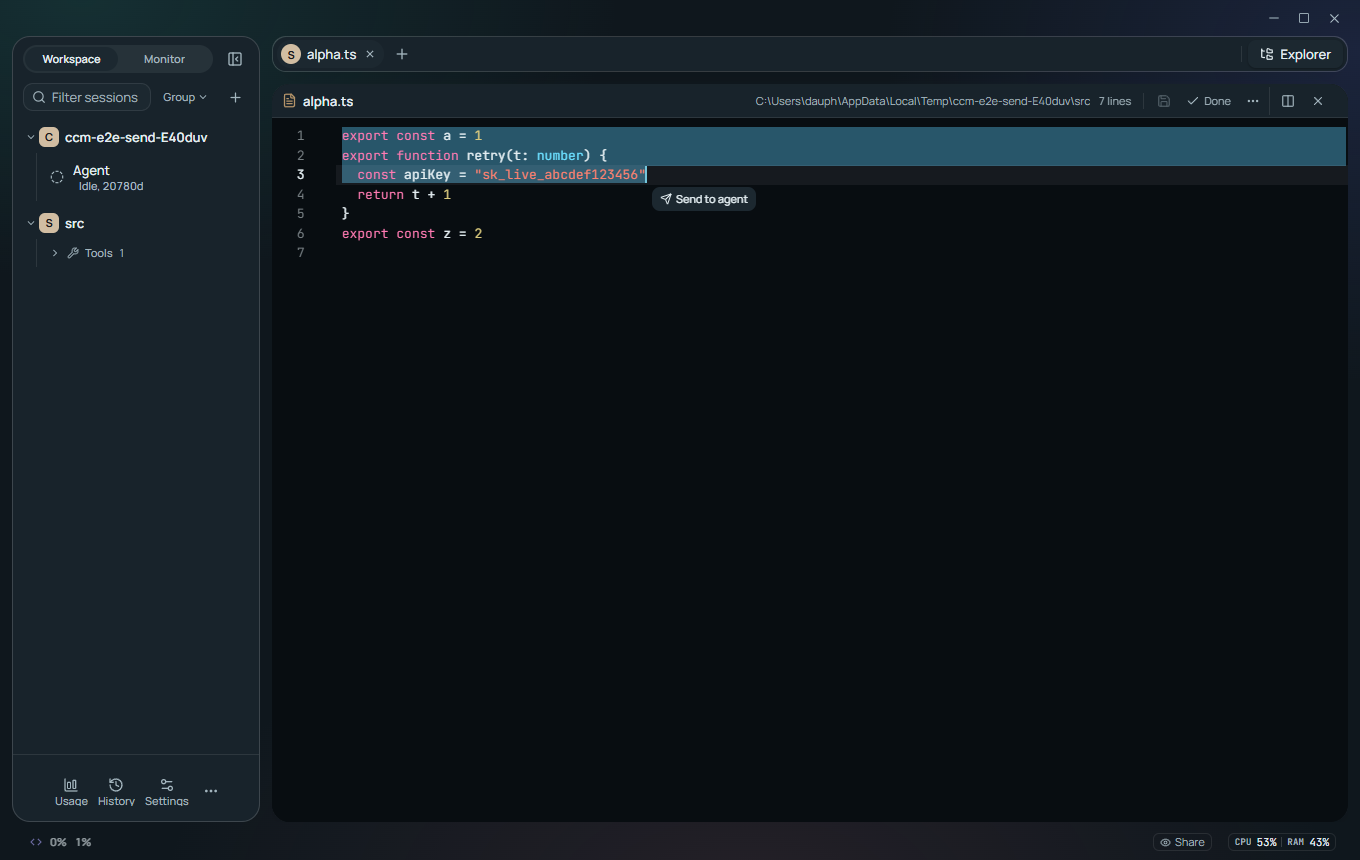 Workspace
Monitor
Filter sessions
Group
C ccm-e2e-send-E40duv
Agent
Idle, 20780d
S src
Tools 1
Usage
History
Settings
S alpha.ts
Explorer
alpha.ts
C:\Users\dauph\AppData\Local\Temp\ccm-e2e-send-E40duv\src 7 lines
Done
1 export const a = 1
2 export function retry(t: number) {
3 const apiKey = "sk_live_abcdef123456"
Send to agent
4 return t + 1
5 }
6 export const z = 2
7
0% 1%
Share
CPU 53% RAM 43%